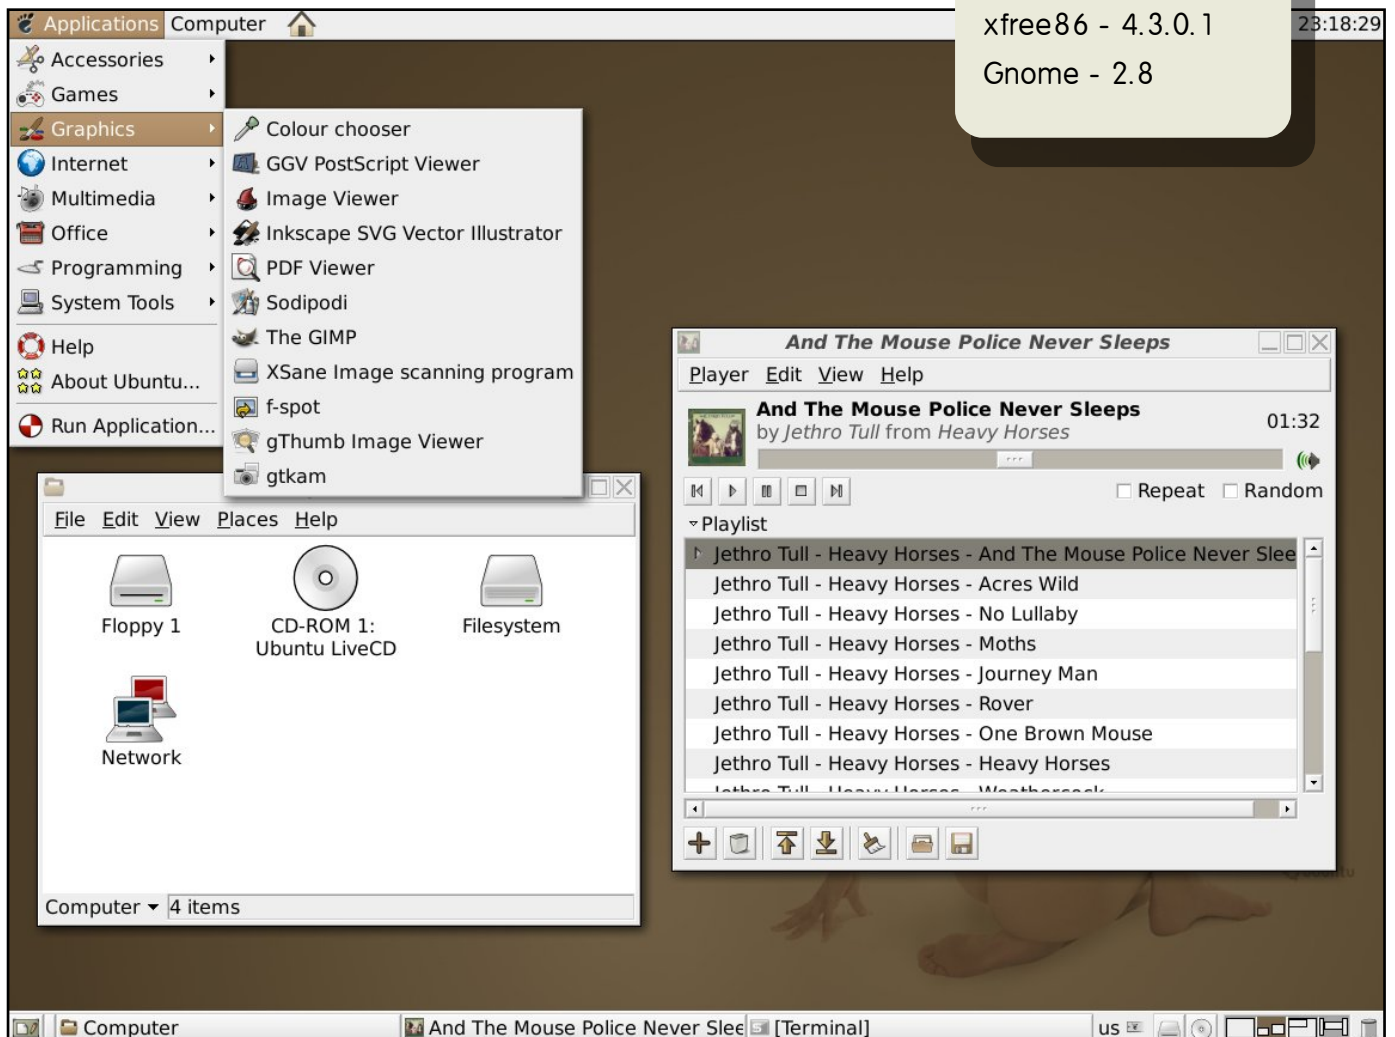 Applications Computer
xfree86 - 4.3.0.1
23:18:29
Gnome - 2.8
Accessories
Games
Graphics
Internet
Multimedia
Office
Programming
System Tools
Help
About Ubuntu...
Run Application...
Colour chooser
GGV PostScript Viewer
Image Viewer
Inkscape SVG Vector Illustrator
PDF Viewer
Sodipodi
The GIMP
XSane Image scanning program
f-spot
gThumb Image Viewer
gtkam
File Edit View Places Help
Floppy 1
CD-ROM 1:
Ubuntu LiveCD
Filesystem
Network
Computer 4 items
And The Mouse Police Never Sleeps
Player Edit View Help
And The Mouse Police Never Sleeps
01:32
by Jethro Tull from Heavy Horses
Repeat Random
Playlist
Jethro Tull - Heavy Horses - And The Mouse Police Never Slee
Jethro Tull - Heavy Horses - Acres Wild
Jethro Tull - Heavy Horses - No Lullaby
Jethro Tull - Heavy Horses - Moths
Jethro Tull - Heavy Horses - Journey Man
Jethro Tull - Heavy Horses - Rover
Jethro Tull - Heavy Horses - One Brown Mouse
Jethro Tull - Heavy Horses - Heavy Horses
Jethro Tull - Heavy Horses - Weathercock
ubuntu
Computer
And The Mouse Police Never Slee
[Terminal]
us